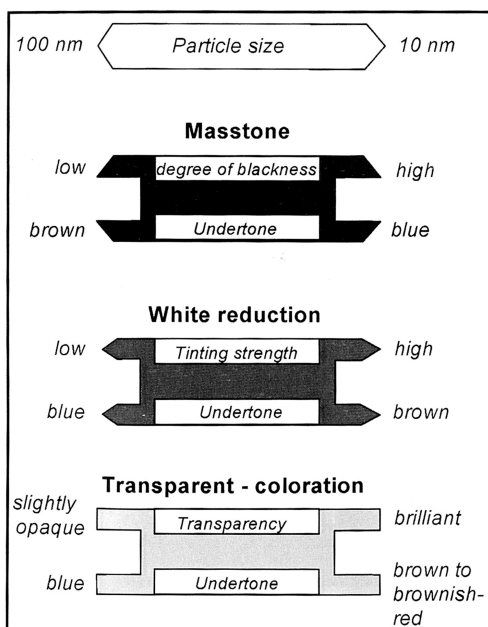 100 nm Particle size 10 nm
Masstone
low degree of blackness high
brown Undertone blue
White reduction
low Tinting strength high
blue Undertone brown
Transparent - coloration
slightly
opaque Transparency brilliant
blue Undertone brown to
brownish-
red